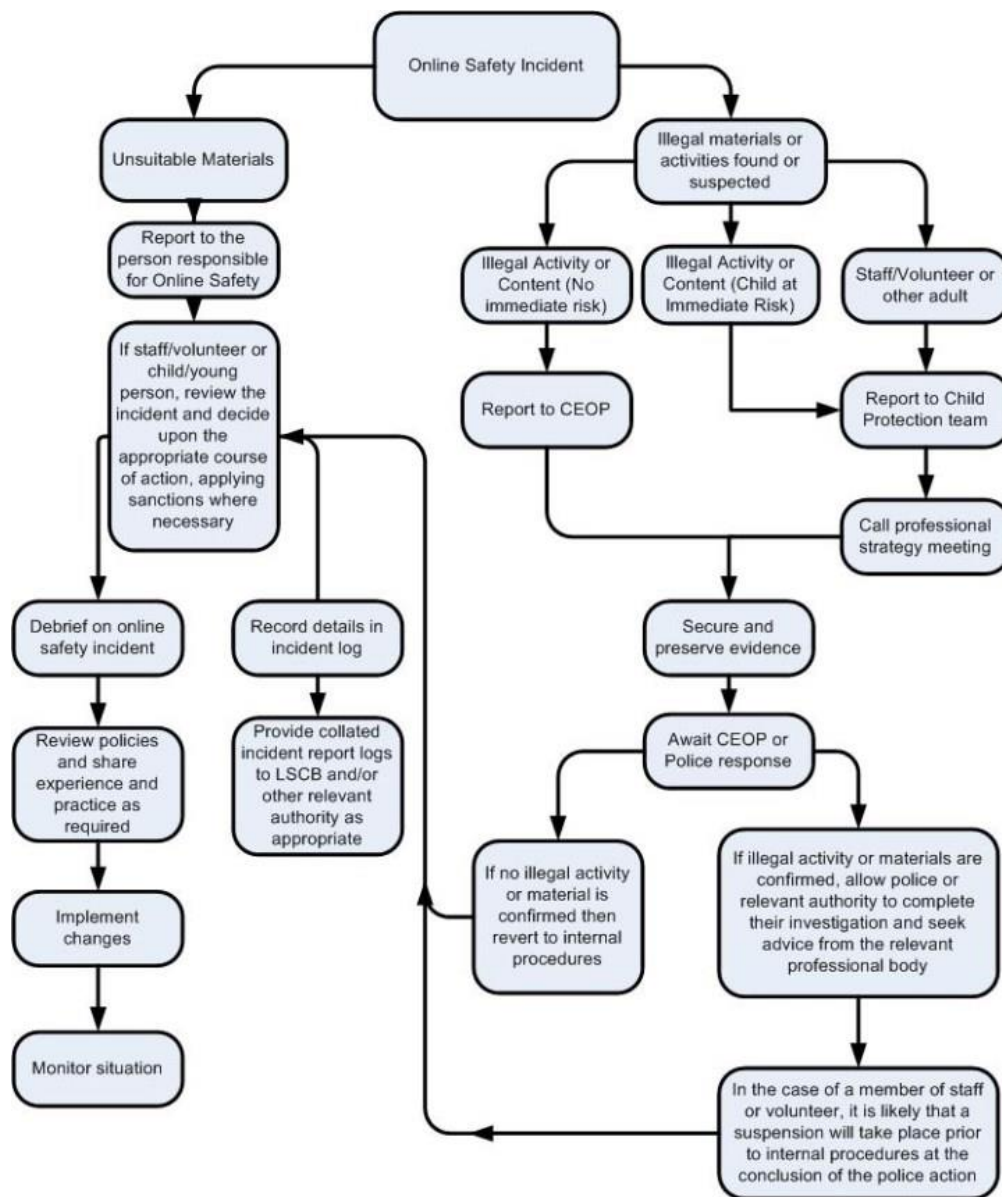 Online Safety Incident
Unsuitable Materials
Report to the
person responsible
for Online Safety
If staff/volunteer or
child/young
person, review the
incident and decide
upon the
appropriate course
of action, applying
sanctions where
necessary
Debrief on online
safety incident
Review policies
and share
experience and
practice as
required
Implement
changes
Monitor situation
Record details in
incident log
Provide collated
incident report logs
to LSCB and/or
other relevant
authority as
appropriate
Illegal materials or
activities found or
suspected
Illegal Activity or
Content (No
immediate risk)
Illegal Activity or
Content (Child at
Immediate Risk)
Staff/Volunteer or
other adult
Report to CEOP
Report to Child
Protection team
Call professional
strategy meeting
Secure and
preserve evidence
Await CEOP or
Police response
If no illegal activity
or material is
confirmed then
revert to internal
procedures
If illegal activity or materials are
confirmed, allow police or
relevant authority to complete
their investigation and seek
advice from the relevant
professional body
In the case of a member of staff
or volunteer, it is likely that a
suspension will take place prior
to internal procedures at the
conclusion of the police action